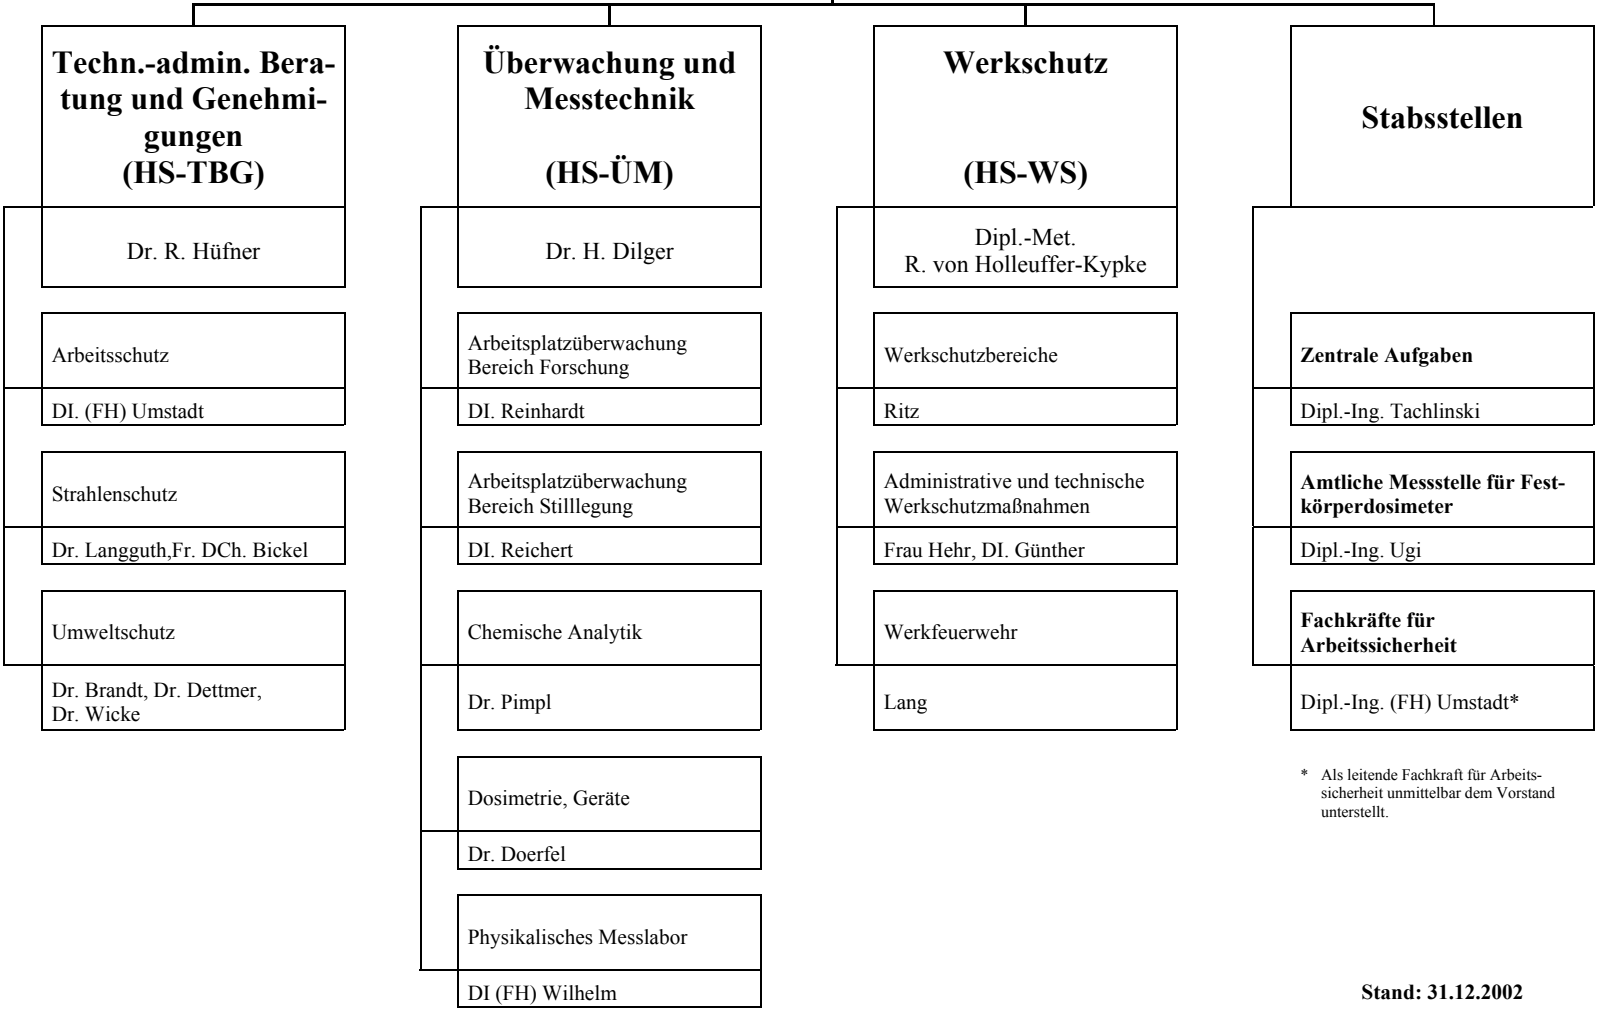 Techn.-admin. Bera-
tung und Genehmi-
gungen
(HS-TBG)
Dr. R. Hüfner
Arbeitsschutz
DI. (FH) Umstadt
Strahlenschutz
Dr. Langguth,Fr. DCh. Bickel
Umweltschutz
Dr. Brandt, Dr. Dettmer,
Dr. Wicke
Überwachung und
Messtechnik
(HS-ÜM)
Dr. H. Dilger
Arbeitsplatzüberwachung
Bereich Forschung
DI. Reinhardt
Arbeitsplatzüberwachung
Bereich Stilllegung
DI. Reichert
Chemische Analytik
Dr. Pimpl
Dosimetrie, Geräte
Dr. Doerfel
Physikalisches Messlabor
DI (FH) Wilhelm
Werkschutz
(HS-WS)
Dipl.-Met.
R. von Holleuffer-Kypke
Werkschutzbereiche
Ritz
Administrative und technische
Werkschutzmaßnahmen
Frau Hehr, DI. Günther
Werkfeuerwehr
Lang
Stabsstellen
Zentrale Aufgaben
Dipl.-Ing. Tachlinski
Amtliche Messstelle für Fest-
körperdosimeter
Dipl.-Ing. Ugi
Fachkräfte für
Arbeitssicherheit
Dipl.-Ing. (FH) Umstadt*
* Als leitende Fachkraft für Arbeits-
sicherheit unmittelbar dem Vorstand
unterstellt.
Stand: 31.12.2002